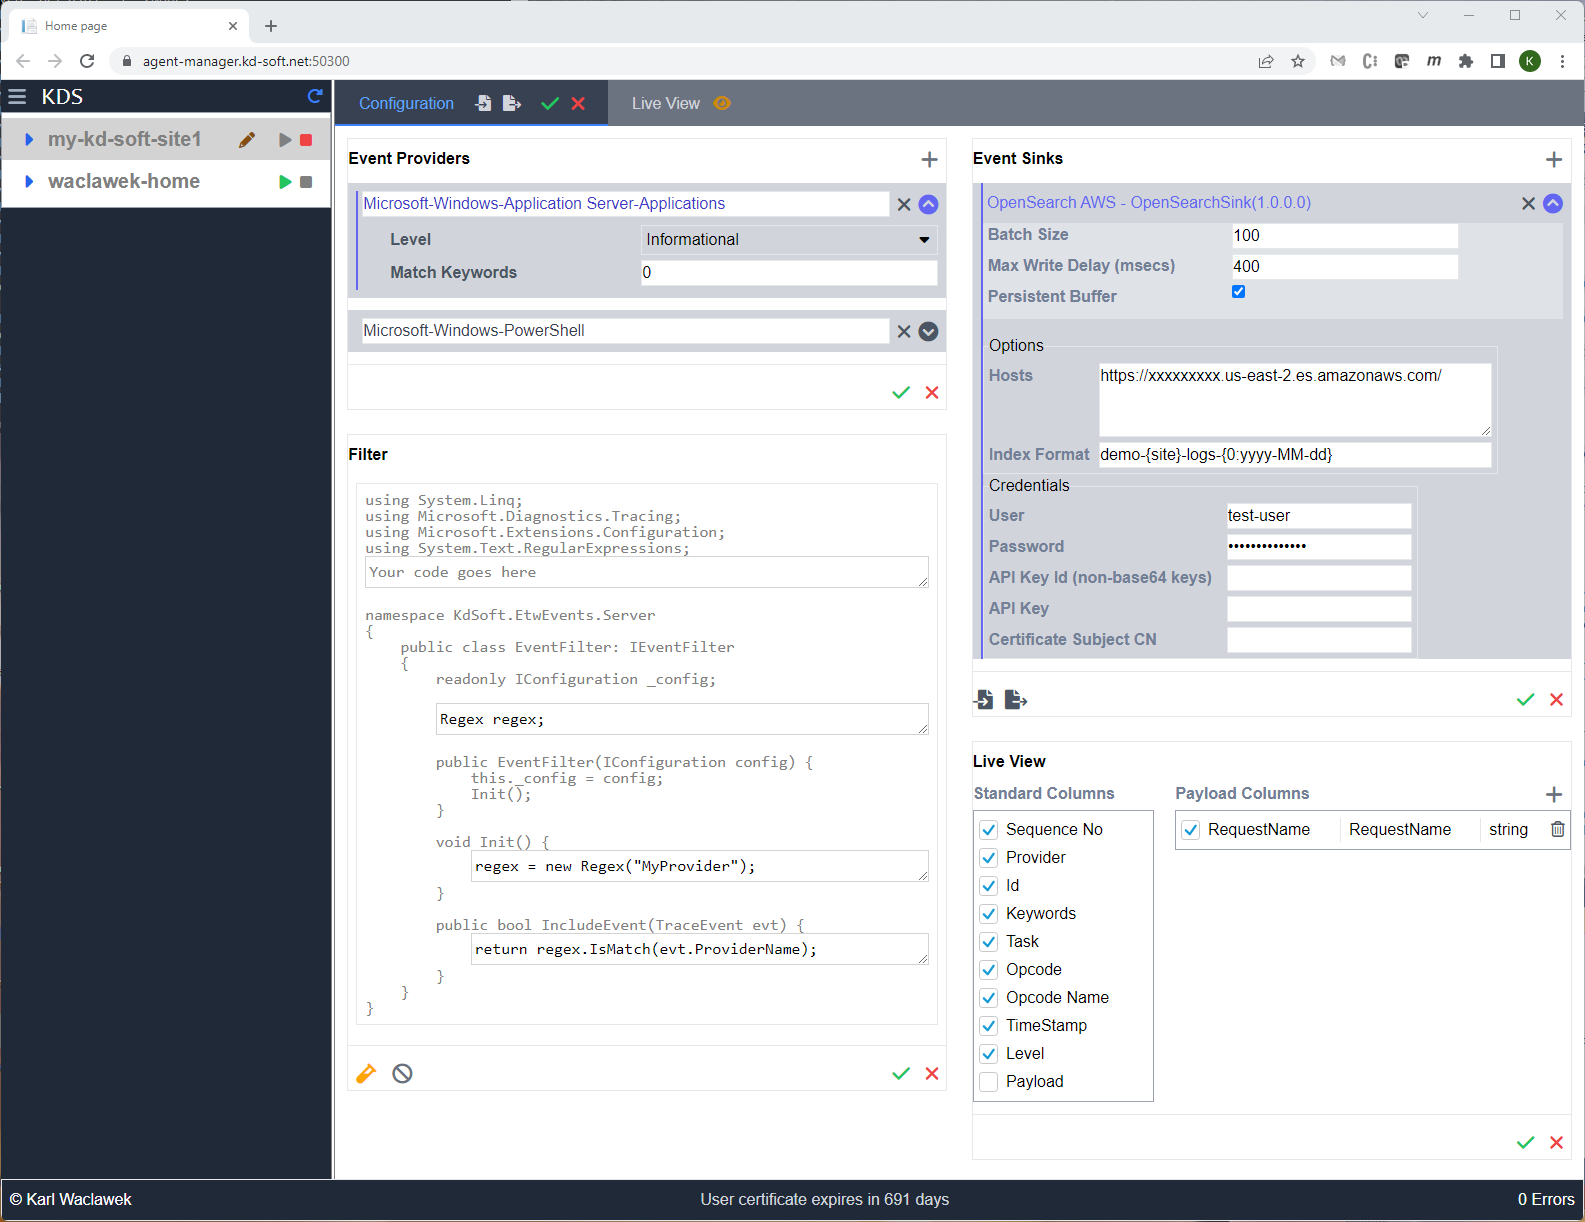 Home page
agent-manager.kd-soft.net:50300
K
KDS
my-kd-soft-site1
waclawek-home
Configuration
Live View
Event Providers
Microsoft-Windows-Application Server-Applications
Level
Informational
Match Keywords
0
Microsoft-Windows-PowerShell
Filter
using System.Linq;
using Microsoft.Diagnostics.Tracing;
using Microsoft.Extensions.Configuration;
using System.Text.RegularExpressions;
Your code goes here
namespace KdSoft.EtwEvents.Server
{
public class EventFilter: IEventFilter
{
readonly IConfiguration _config;
Regex regex;
public EventFilter(IConfiguration config) {
this._config = config;
Init();
}
void Init() {
regex = new Regex("MyProvider");
}
public bool IncludeEvent(TraceEvent evt) {
return regex.IsMatch(evt.ProviderName);
}
}
}
Event Sinks
OpenSearch AWS - OpenSearchSink(1.0.0.0)
Batch Size
100
Max Write Delay (msecs)
400
Persistent Buffer
Options
Hosts
https://xxxxxxxxx.us-east-2.es.amazonaws.com/
Index Format
demo-{site}-logs-{0:yyyy-MM-dd}
Credentials
User
test-user
Password
••••••••••••••
API Key Id (non-base64 keys)
API Key
Certificate Subject CN
Live View
Standard Columns
Sequence No
Provider
Id
Keywords
Task
Opcode
Opcode Name
TimeStamp
Level
Payload
Payload Columns
RequestName RequestName string
© Karl Waclawek
User certificate expires in 691 days
0 Errors